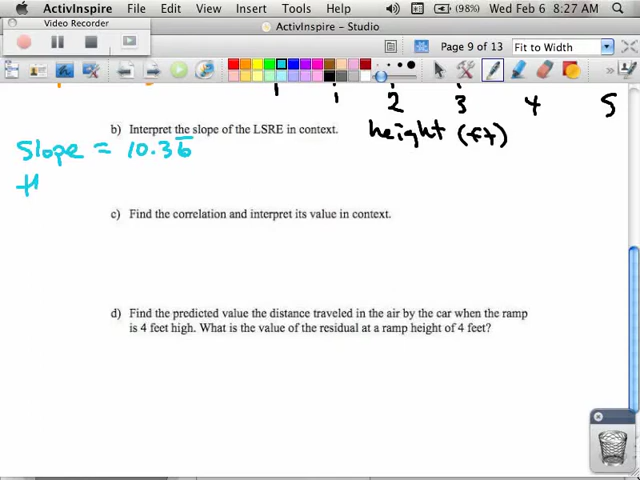 ActivInspire File Edit View Insert Tools Help (98%) Wed Feb 6 8:27 AM
Video Recorder
ActivInspire - Studio
Page 9 of 13 Fit to Width
1 2 3 4 5
b) Interpret the slope of the LSRE in context.
height (ft)
Slope = 10.36̅
c) Find the correlation and interpret its value in context.
d) Find the predicted value the distance traveled in the air by the car when the ramp
is 4 feet high. What is the value of the residual at a ramp height of 4 feet?